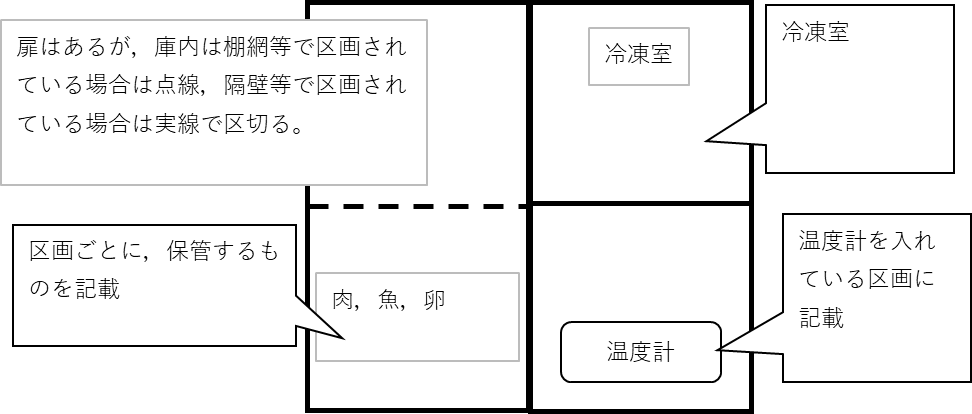 扉はあるが，庫内は棚網等で区画され
ている場合は点線，隔壁等で区画され
ている場合は実線で区切る。
冷凍室
冷凍室
区画ごとに，保管するも
のを記載
肉，魚，卵
温度計
温度計を入れ
ている区画に
記載